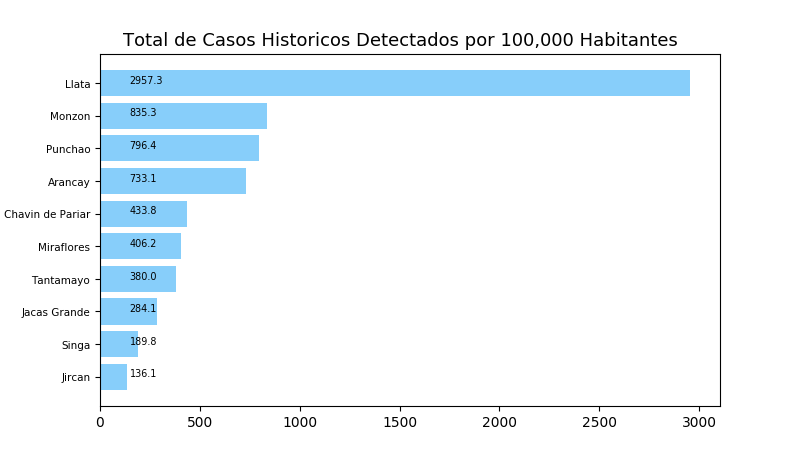 Total de Casos Historicos Detectados por 100,000 Habitantes
Llata 2957.3
Monzon 835.3
Punchao 796.4
Arancay 733.1
Chavin de Pariar 433.8
Miraflores 406.2
Tantamayo 380.0
Jacas Grande 284.1
Singa 189.8
Jircan 136.1
0 500 1000 1500 2000 2500 3000